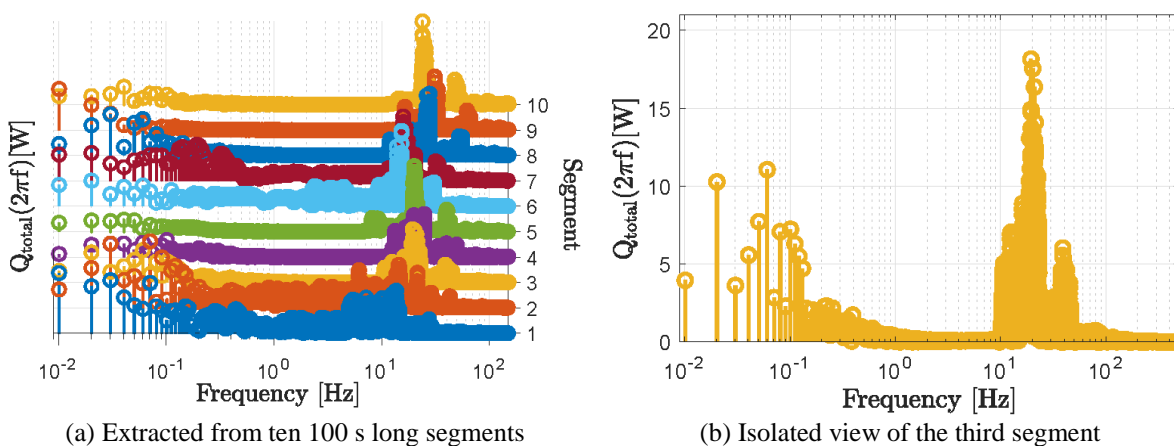 Q_total(2πf)[W]
10
9
8
7
6
5
4
3
2
1
Segment
10^-2 10^-1 10^0 10^1 10^2
Frequency [Hz]
(a) Extracted from ten 100 s long segments
Q_total(2πf)[W]
20
15
10
5
0
10^-2 10^-1 10^0 10^1 10^2
Frequency [Hz]
(b) Isolated view of the third segment